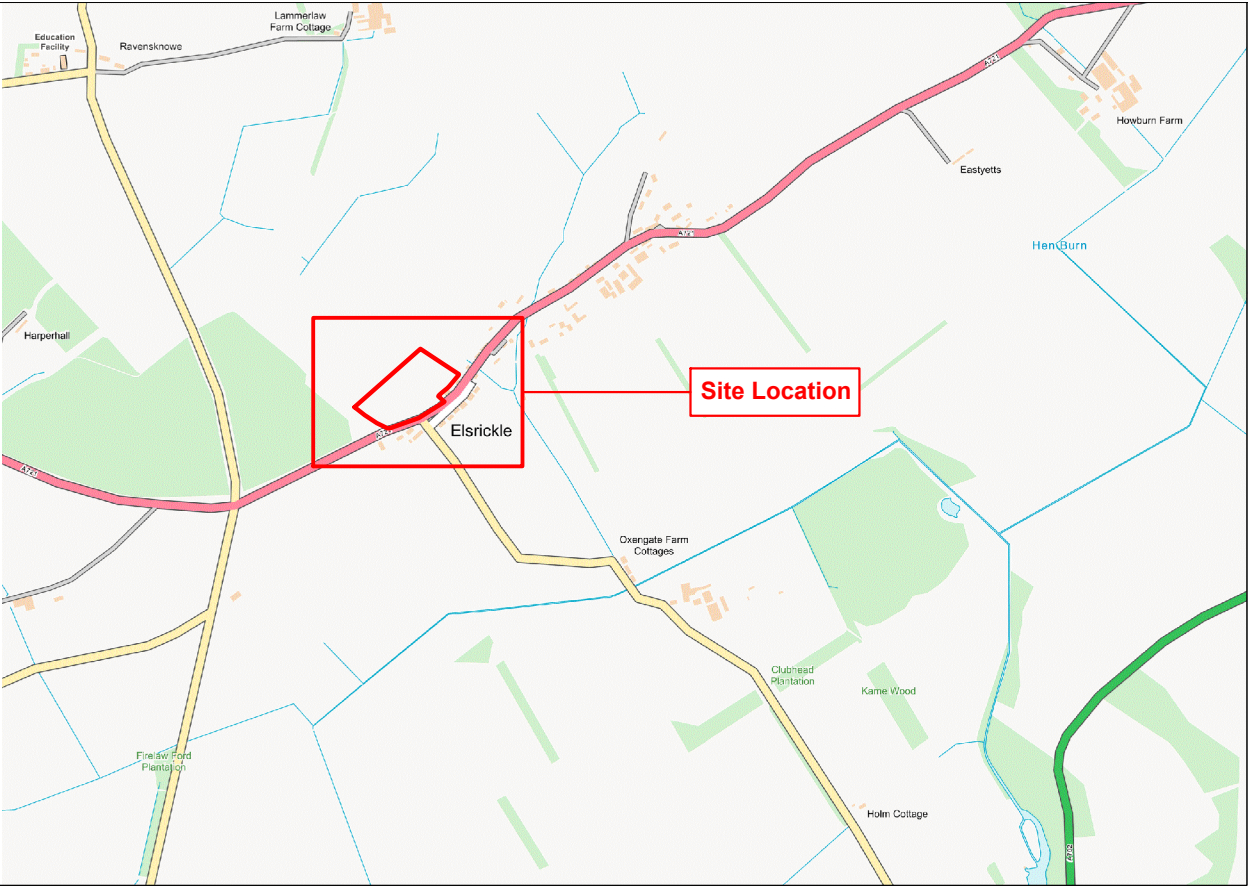 Lammerlaw
Farm Cottage
Education
Facility
Ravensknowe
A721
Howburn Farm
Eastyetts
A721
Hen Burn
Harperhall
Site Location
A721
Elsrickle
A721
Oxengate Farm
Cottages
Clubhead
Plantation
Kame Wood
Firelaw Ford
Plantation
Holm Cottage